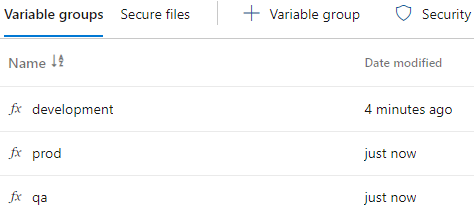 Variable groups Secure files + Variable group Security
Name Date modified
fx development 4 minutes ago
fx prod just now
fx qa just now